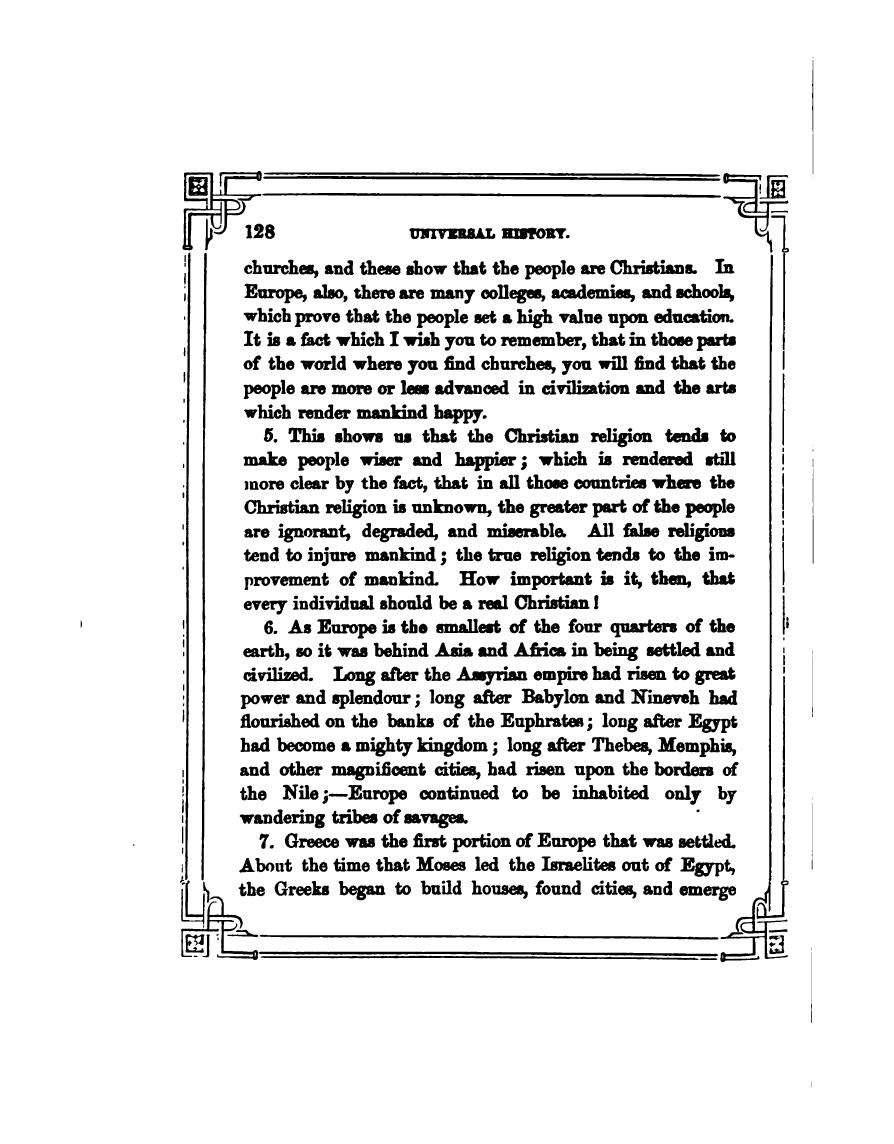 128 UNIVERSAL HISTORY.
churches, and these show that the people are Christians. In
Europe, also, there are many colleges, academies, and schools,
which prove that the people set a high value upon education.
It is a fact which I wish you to remember, that in those parts
of the world where you find churches, you will find that the
people are more or less advanced in civilization and the arts
which render mankind happy.
5. This shows us that the Christian religion tends to
make people wiser and happier; which is rendered still
more clear by the fact, that in all those countries where the
Christian religion is unknown, the greater part of the people
are ignorant, degraded, and miserable. All false religions
tend to injure mankind; the true religion tends to the im-
provement of mankind. How important is it, then, that
every individual should be a real Christian!
6. As Europe is the smallest of the four quarters of the
earth, so it was behind Asia and Africa in being settled and
civilized. Long after the Assyrian empire had risen to great
power and splendour; long after Babylon and Nineveh had
flourished on the banks of the Euphrates; long after Egypt
had become a mighty kingdom; long after Thebes, Memphis,
and other magnificent cities, had risen upon the borders of
the Nile;—Europe continued to be inhabited only by
wandering tribes of savages.
7. Greece was the first portion of Europe that was settled.
About the time that Moses led the Israelites out of Egypt,
the Greeks began to build houses, found cities, and emerge